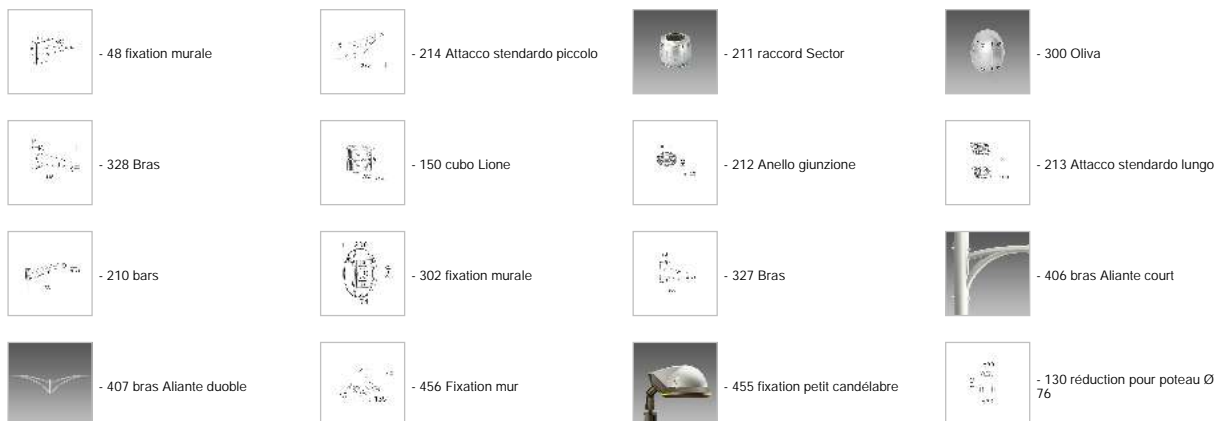 - 48 fixation murale
- 214 Attacco stendardo piccolo
- 211 raccord Sector
- 300 Oliva
- 328 Bras
- 150 cubo Lione
- 212 Anello giunzione
- 213 Attacco stendardo lungo
- 210 bars
- 302 fixation murale
- 327 Bras
- 406 bras Aliante court
- 407 bras Aliante duoble
- 456 Fixation mur
- 455 fixation petit candélabre
- 130 réduction pour poteau Ø
76